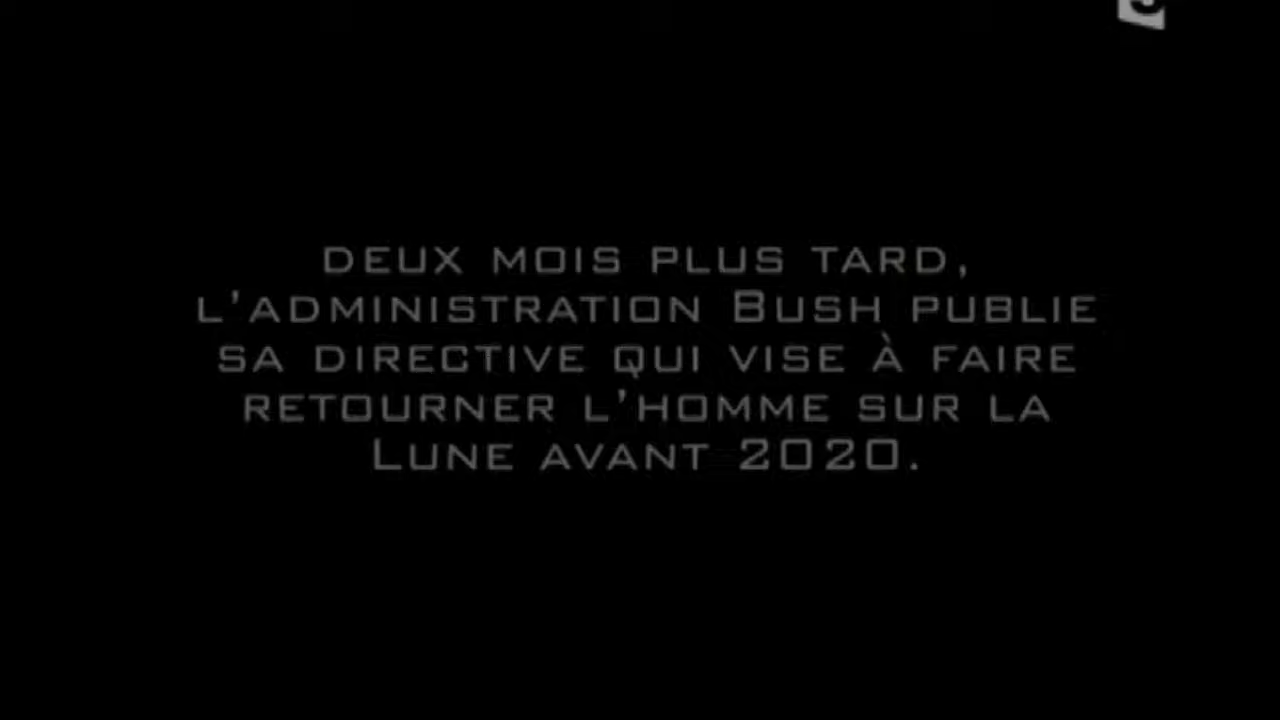 DEUX MOIS PLUS TARD,
L'ADMINISTRATION BUSH PUBLIE
SA DIRECTIVE QUI VISE À FAIRE
RETOURNER L'HOMME SUR LA
LUNE AVANT 2020.